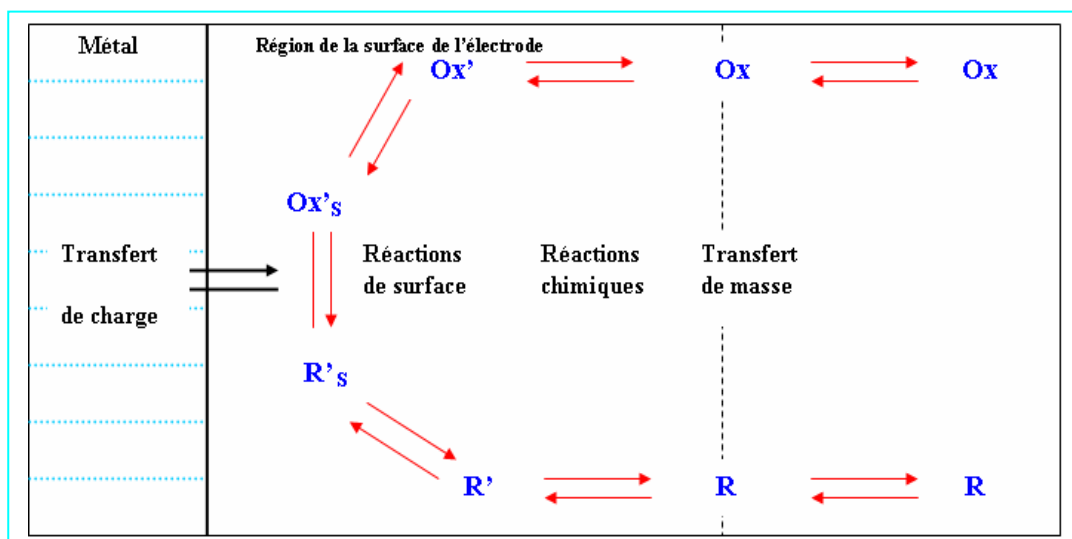 Métal
Région de la surface de l'électrode
Ox' Ox Ox
Ox's
Transfert
de charge
Réactions
de surface
Réactions
chimiques
Transfert
de masse
R's
R' R R